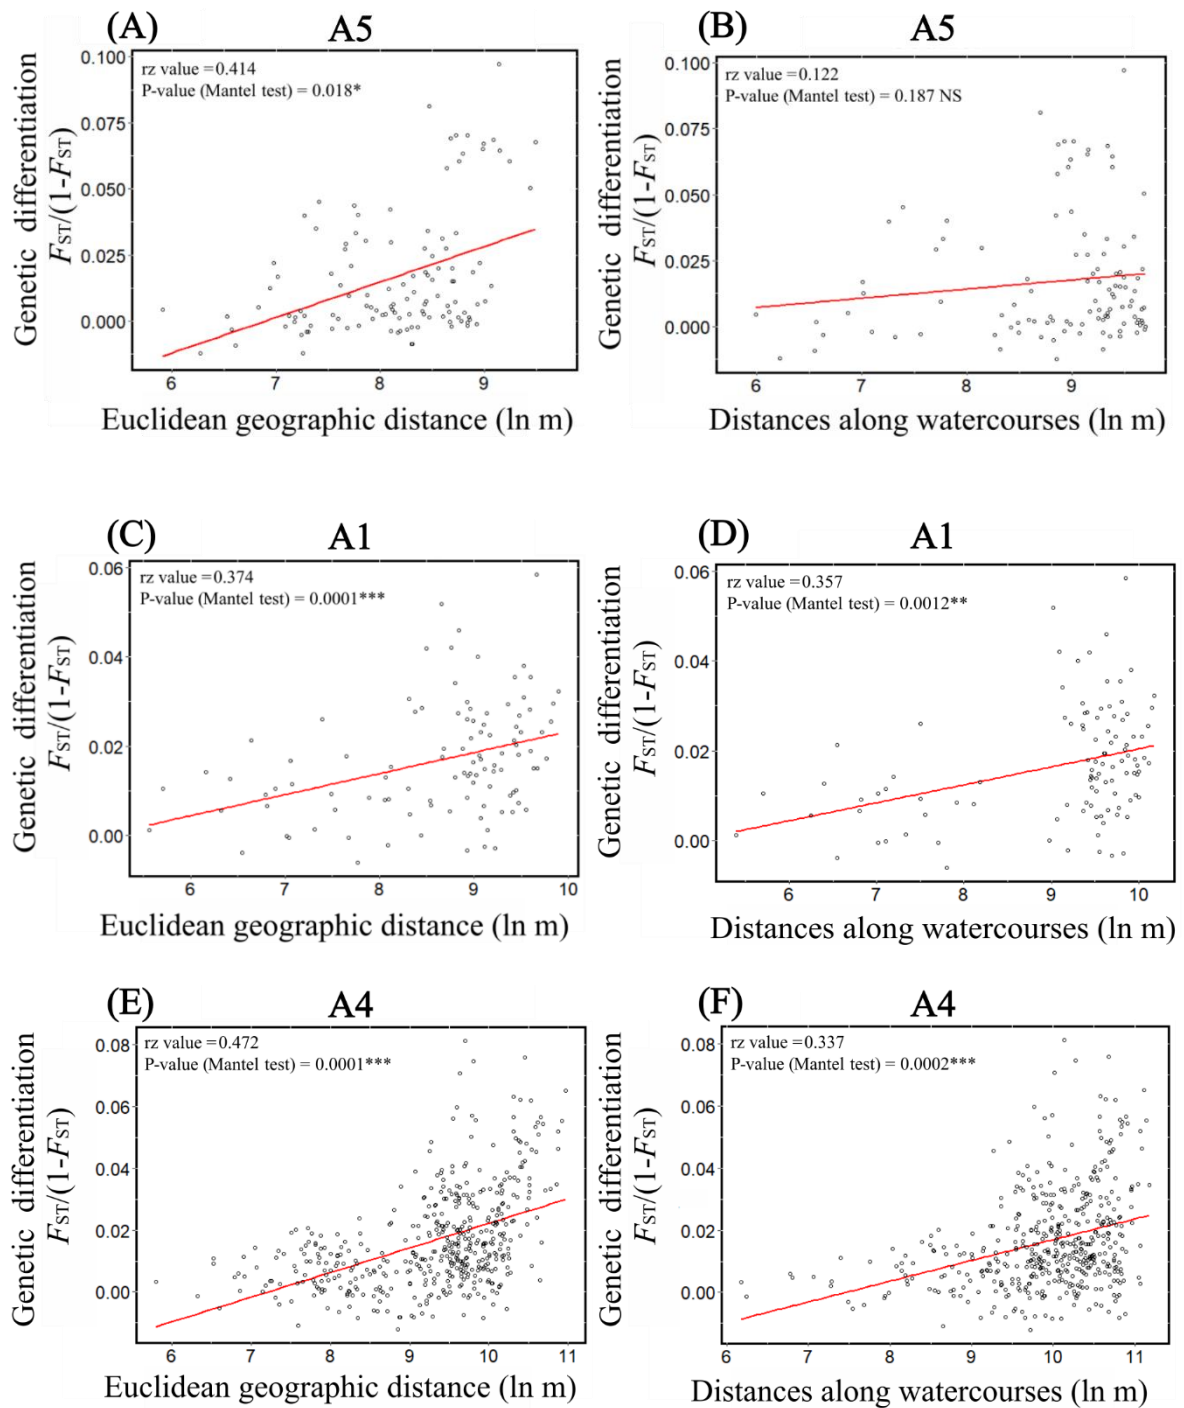 (A)
A5
rz value =0.414
P-value (Mantel test) = 0.018*
Genetic differentiation
FST/(1-FST)
0.100
0.075
0.050
0.025
0.000
6 7 8 9
Euclidean geographic distance (ln m)
(B)
A5
rz value =0.122
P-value (Mantel test) = 0.187 NS
Genetic differentiation
FST/(1-FST)
0.100
0.075
0.050
0.025
0.000
6 7 8 9
Distances along watercourses (ln m)
(C)
A1
rz value =0.374
P-value (Mantel test) = 0.0001***
Genetic differentiation
FST/(1-FST)
0.06
0.04
0.02
0.00
6 7 8 9 10
Euclidean geographic distance (ln m)
(D)
A1
rz value =0.357
P-value (Mantel test) = 0.0012**
Genetic differentiation
FST/(1-FST)
0.06
0.04
0.02
0.00
6 7 8 9 10
Distances along watercourses (ln m)
(E)
A4
rz value =0.472
P-value (Mantel test) = 0.0001***
Genetic differentiation
FST/(1-FST)
0.08
0.06
0.04
0.02
0.00
6 7 8 9 10 11
Euclidean geographic distance (ln m)
(F)
A4
rz value =0.337
P-value (Mantel test) = 0.0002***
Genetic differentiation
FST/(1-FST)
0.08
0.06
0.04
0.02
0.00
6 7 8 9 10 11
Distances along watercourses (ln m)